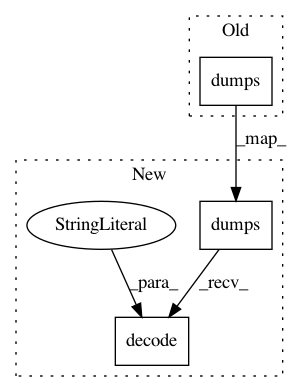 Old
dumps
_map_
New
StringLiteral
dumps
_para_
_recv_
decode